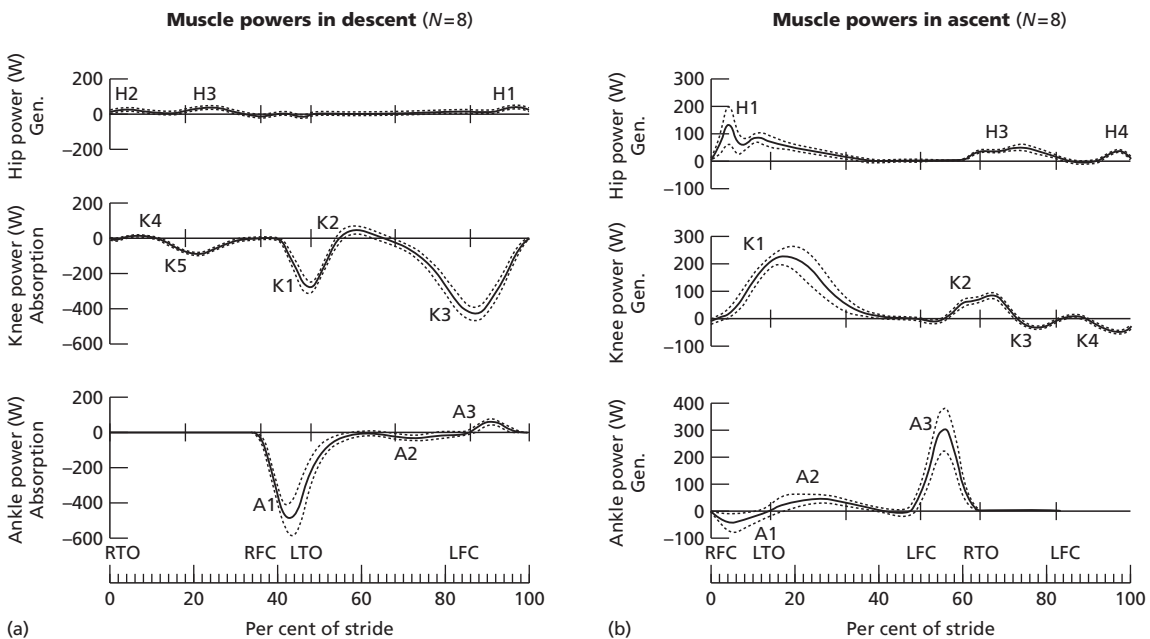 Muscle powers in descent (N=8)
Hip power (W)
Gen.
200
0
−200
H2
H3
H1
Knee power (W)
Absorption
200
0
−200
−400
−600
K4
K5
K1
K2
K3
Ankle power (W)
Absorption
200
0
−200
−400
−600
A1
A2
A3
RTO
RFC
LTO
LFC
0 20 40 60 80 100
(a)
Per cent of stride
Muscle powers in ascent (N=8)
Hip power (W)
Gen.
300
200
100
0
−100
H1
H3
H4
Knee power (W)
Gen.
300
200
100
0
−100
K1
K2
K3
K4
Ankle power (W)
Gen.
400
300
200
100
0
−100
A3
A2
A1
RFC
LTO
LFC
RTO
LFC
0 20 40 60 80 100
(b)
Per cent of stride